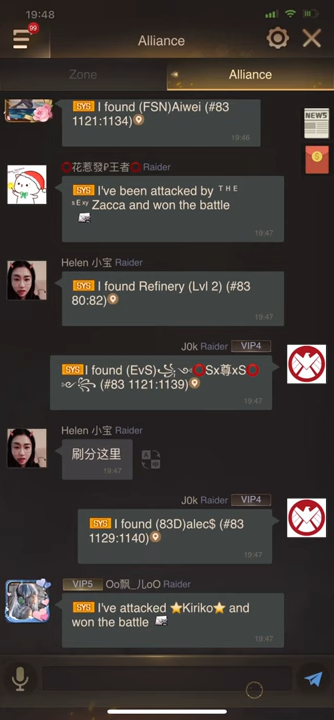 19:48
99
Alliance
Zone
Alliance
SYS I found (FSN)Aiwei (#83
1121:1134)
19:46
NEWS
⭕花惹發₽王者⭕ Raider
SYS I've been attacked by ᵀ ᴴ ᴱ
ˢᴱˣʸ Zacca and won the battle
19:47
Helen 小宝 Raider
SYS I found Refinery (Lvl 2) (#83
80:82)
19:47
J0k Raider VIP4
SYS I found (EvS)꧁༺⭕Sx尊xS⭕
༻꧂ (#83 1121:1139)
19:47
Helen 小宝 Raider
刷分这里
19:47
J0k Raider VIP4
SYS I found (83D)alec$ (#83
1129:1140)
19:47
VIP5 Oo飘_儿oO Raider
SYS I've attacked ⭐Kiriko⭐ and
won the battle
19:47